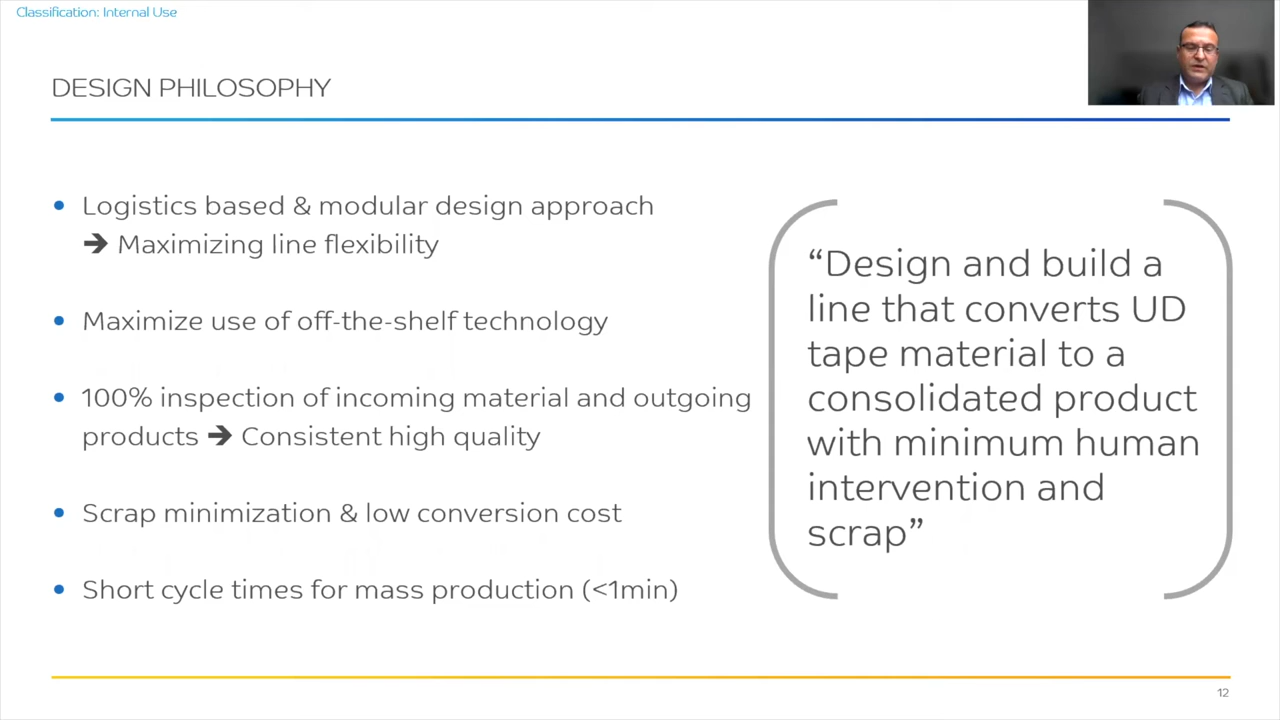 Classification: Internal Use
DESIGN PHILOSOPHY
• Logistics based & modular design approach
➔ Maximizing line flexibility
• Maximize use of off-the-shelf technology
• 100% inspection of incoming material and outgoing
products ➔ Consistent high quality
• Scrap minimization & low conversion cost
• Short cycle times for mass production (<1min)
“Design and build a
line that converts UD
tape material to a
consolidated product
with minimum human
intervention and
scrap”
12